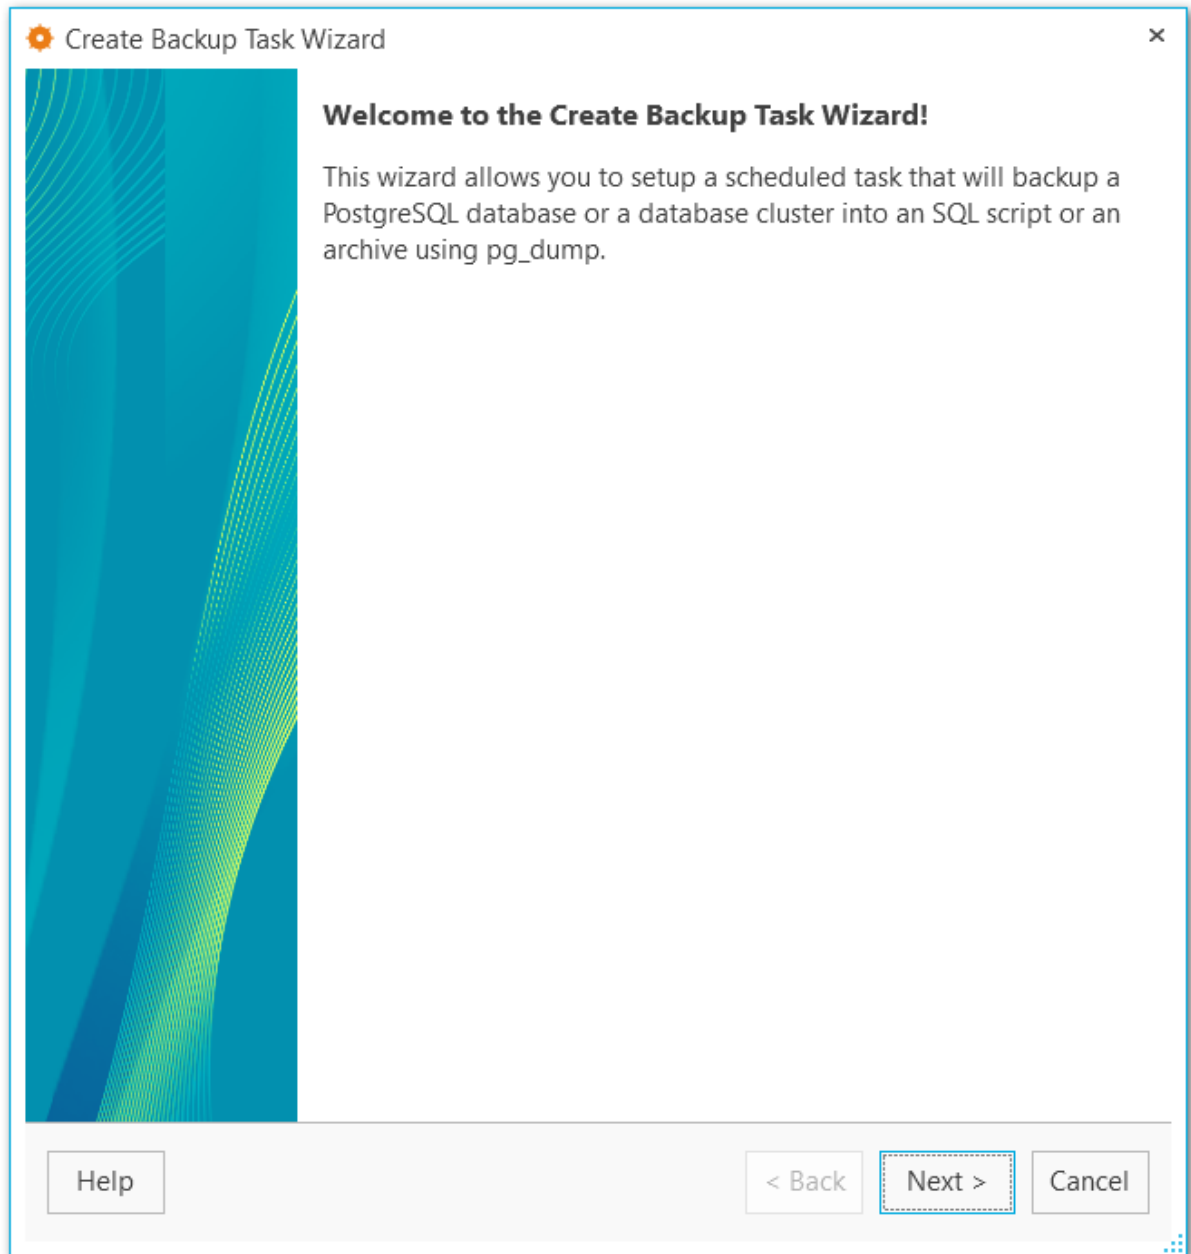 Create Backup Task Wizard
Welcome to the Create Backup Task Wizard!
This wizard allows you to setup a scheduled task that will backup a
PostgreSQL database or a database cluster into an SQL script or an
archive using pg_dump.
Help
< Back
Next >
Cancel